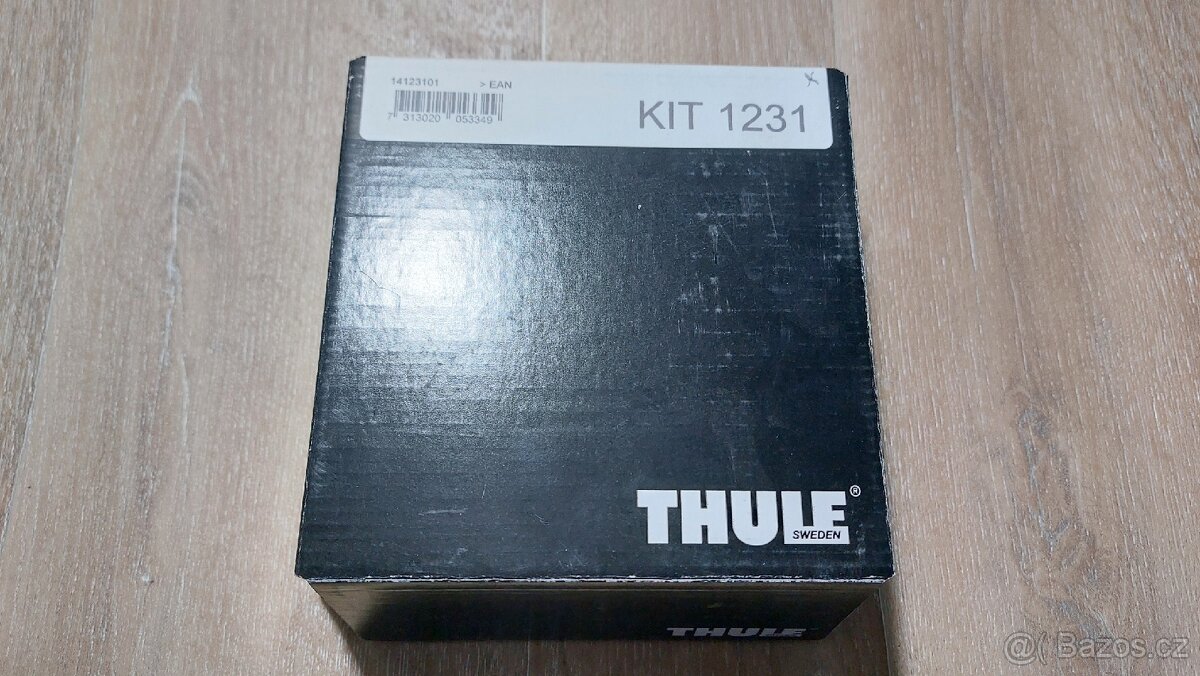 14123101 > EAN
7 313020 053349
KIT 1231
THULE®
SWEDEN
THULE
@( Bazos.cz